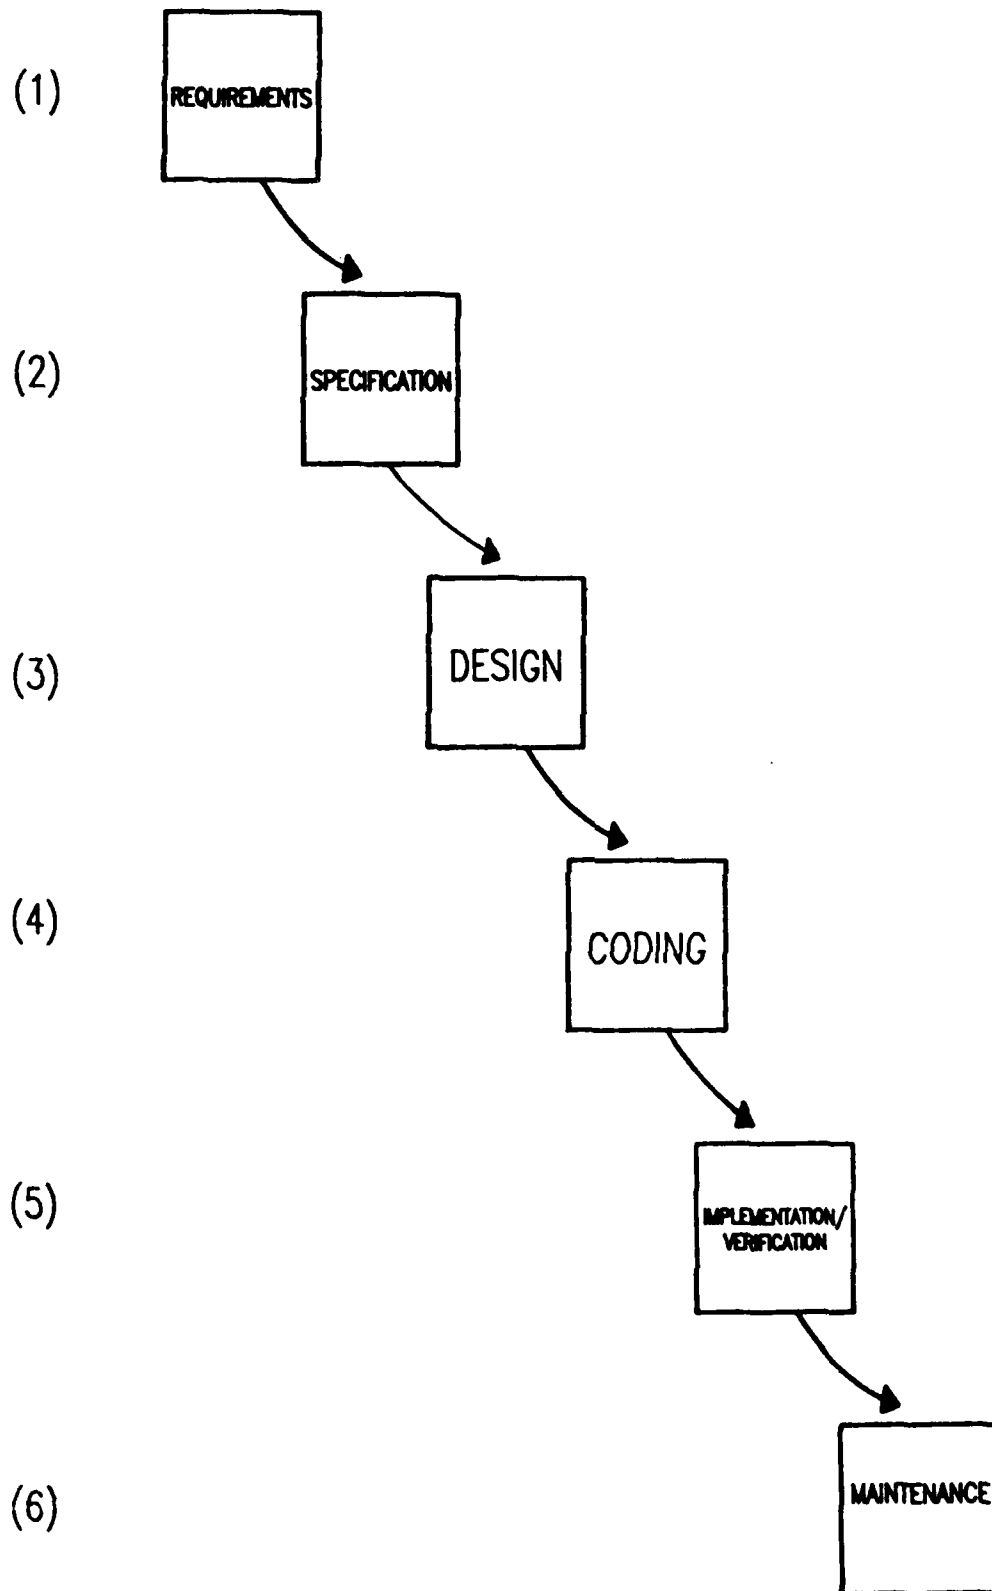 (1)
REQUIREMENTS
(2)
SPECIFICATION
(3)
DESIGN
(4)
CODING
(5)
IMPLEMENTATION/
VERIFICATION
(6)
MAINTENANCE